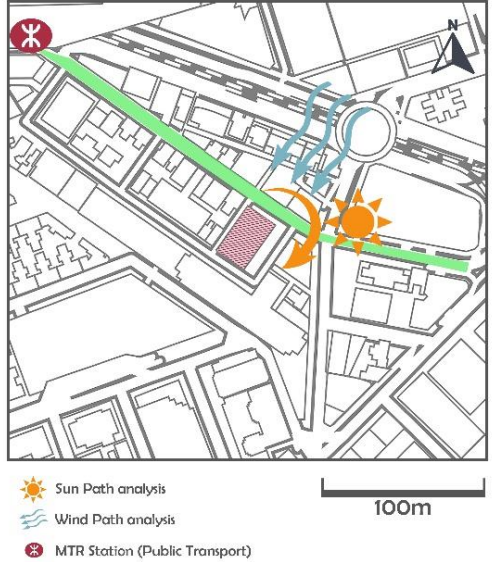 N
Sun Path analysis
100m
Wind Path analysis
MTR Station (Public Transport)